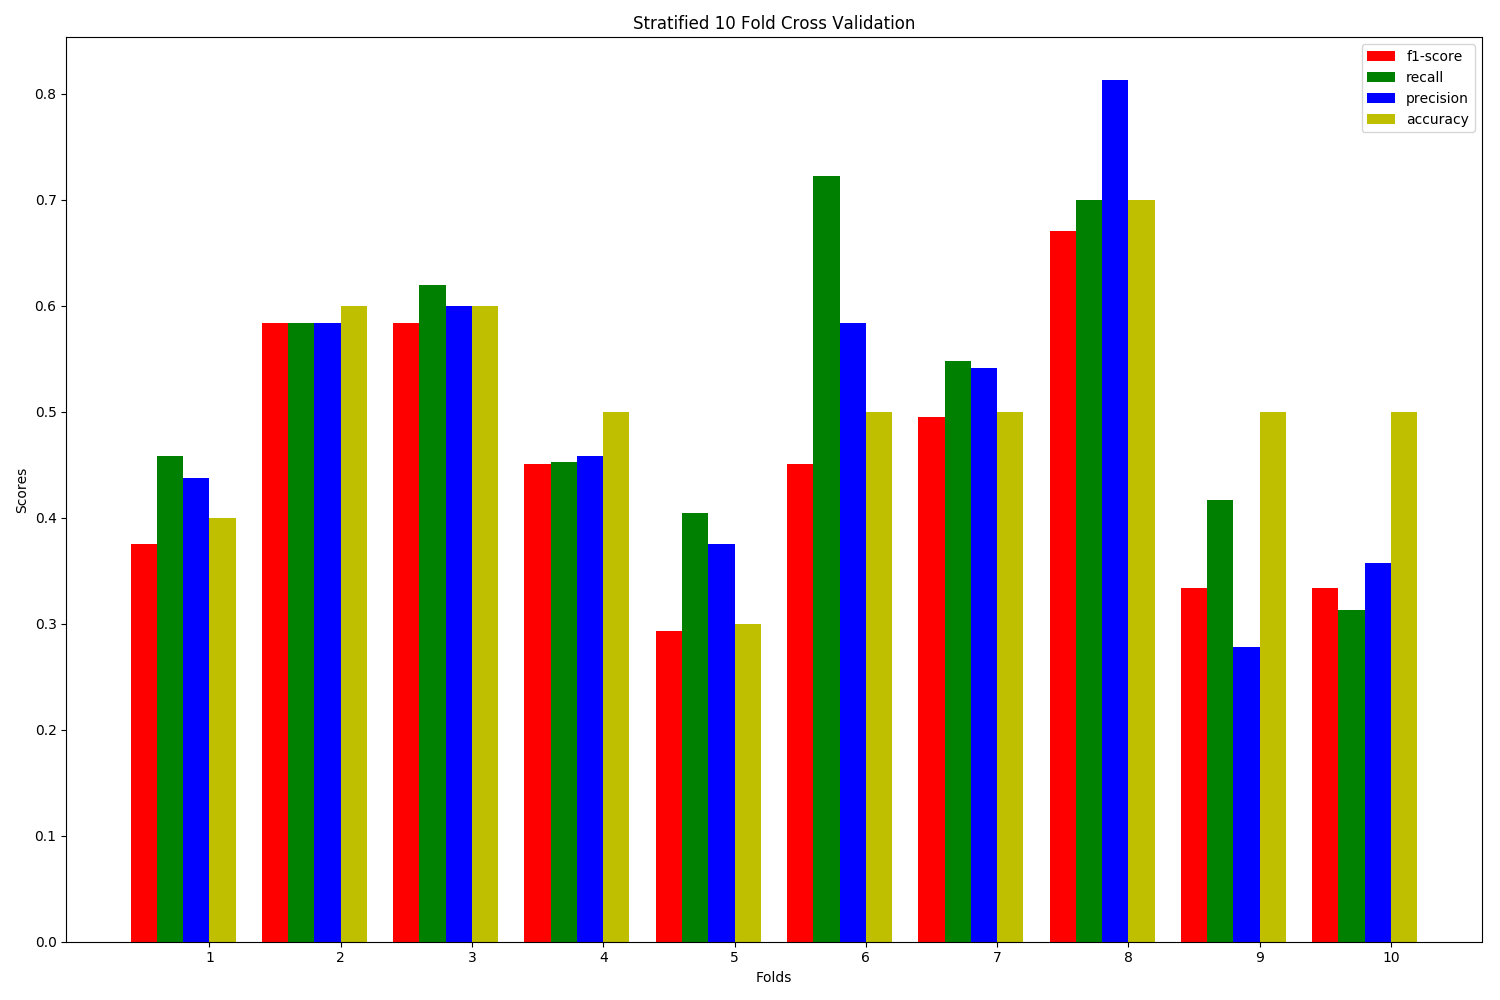 Stratified 10 Fold Cross Validation
f1-score
recall
precision
accuracy
Scores
0.8
0.7
0.6
0.5
0.4
0.3
0.2
0.1
0.0
1 2 3 4 5 6 7 8 9 10
Folds